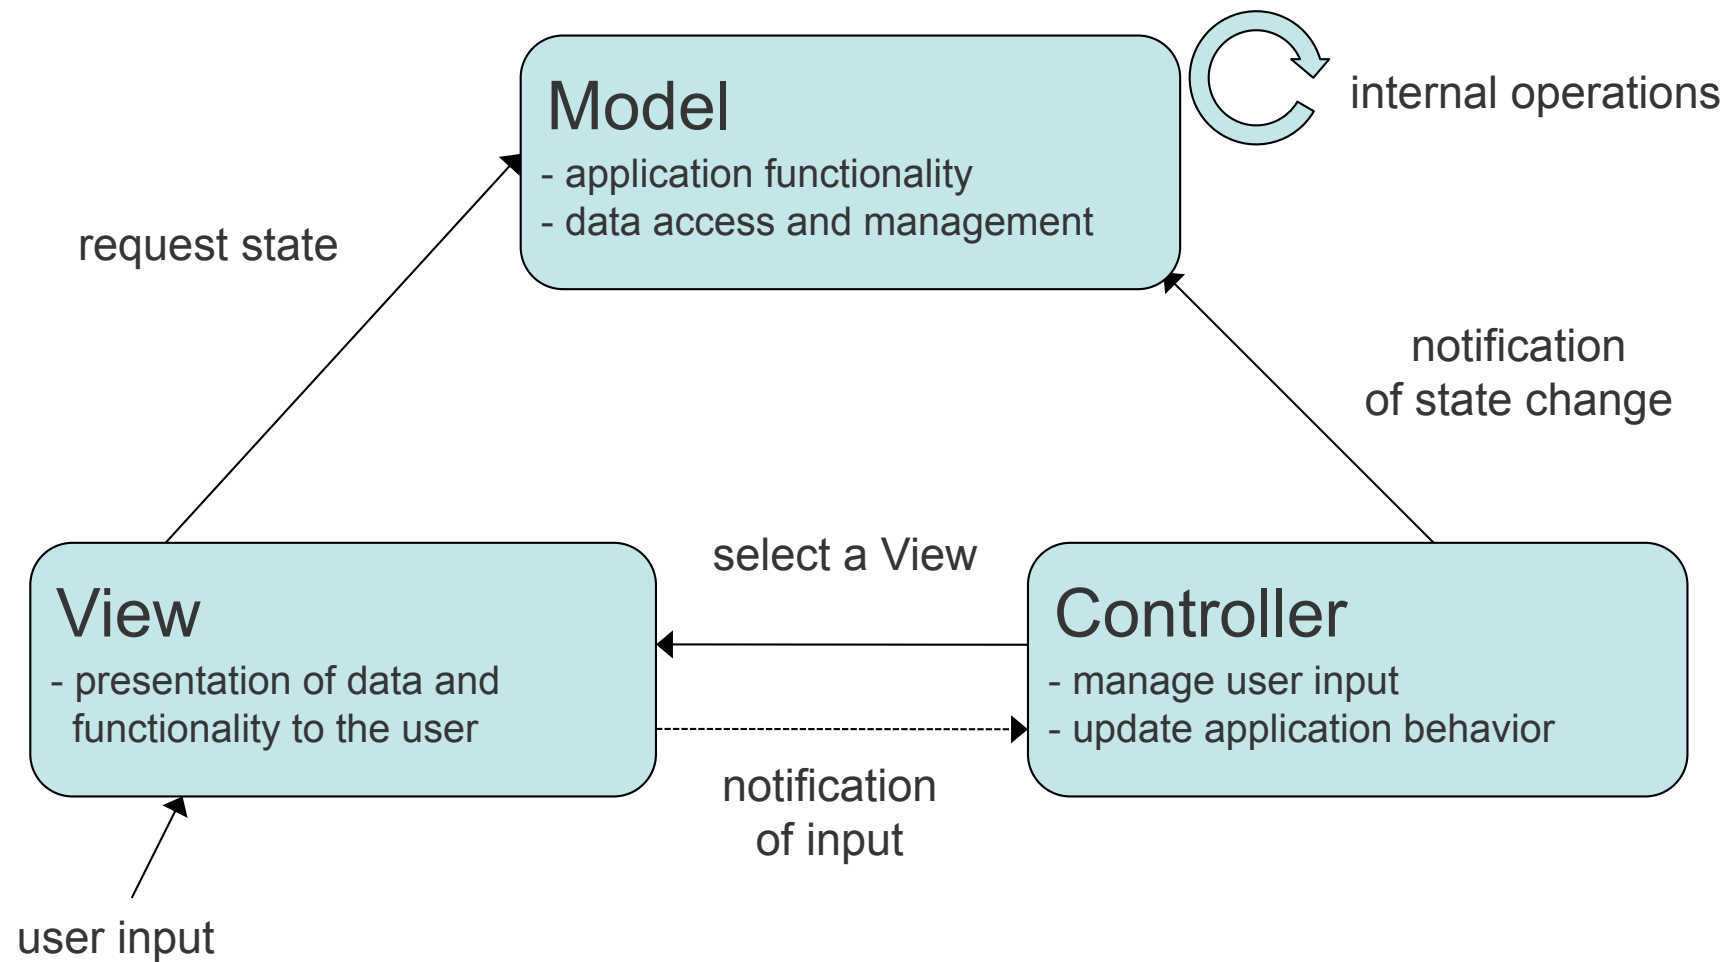 Model
- application functionality
- data access and management
internal operations
request state
notification
of state change
select a View
View
- presentation of data and
functionality to the user
Controller
- manage user input
- update application behavior
notification
of input
user input